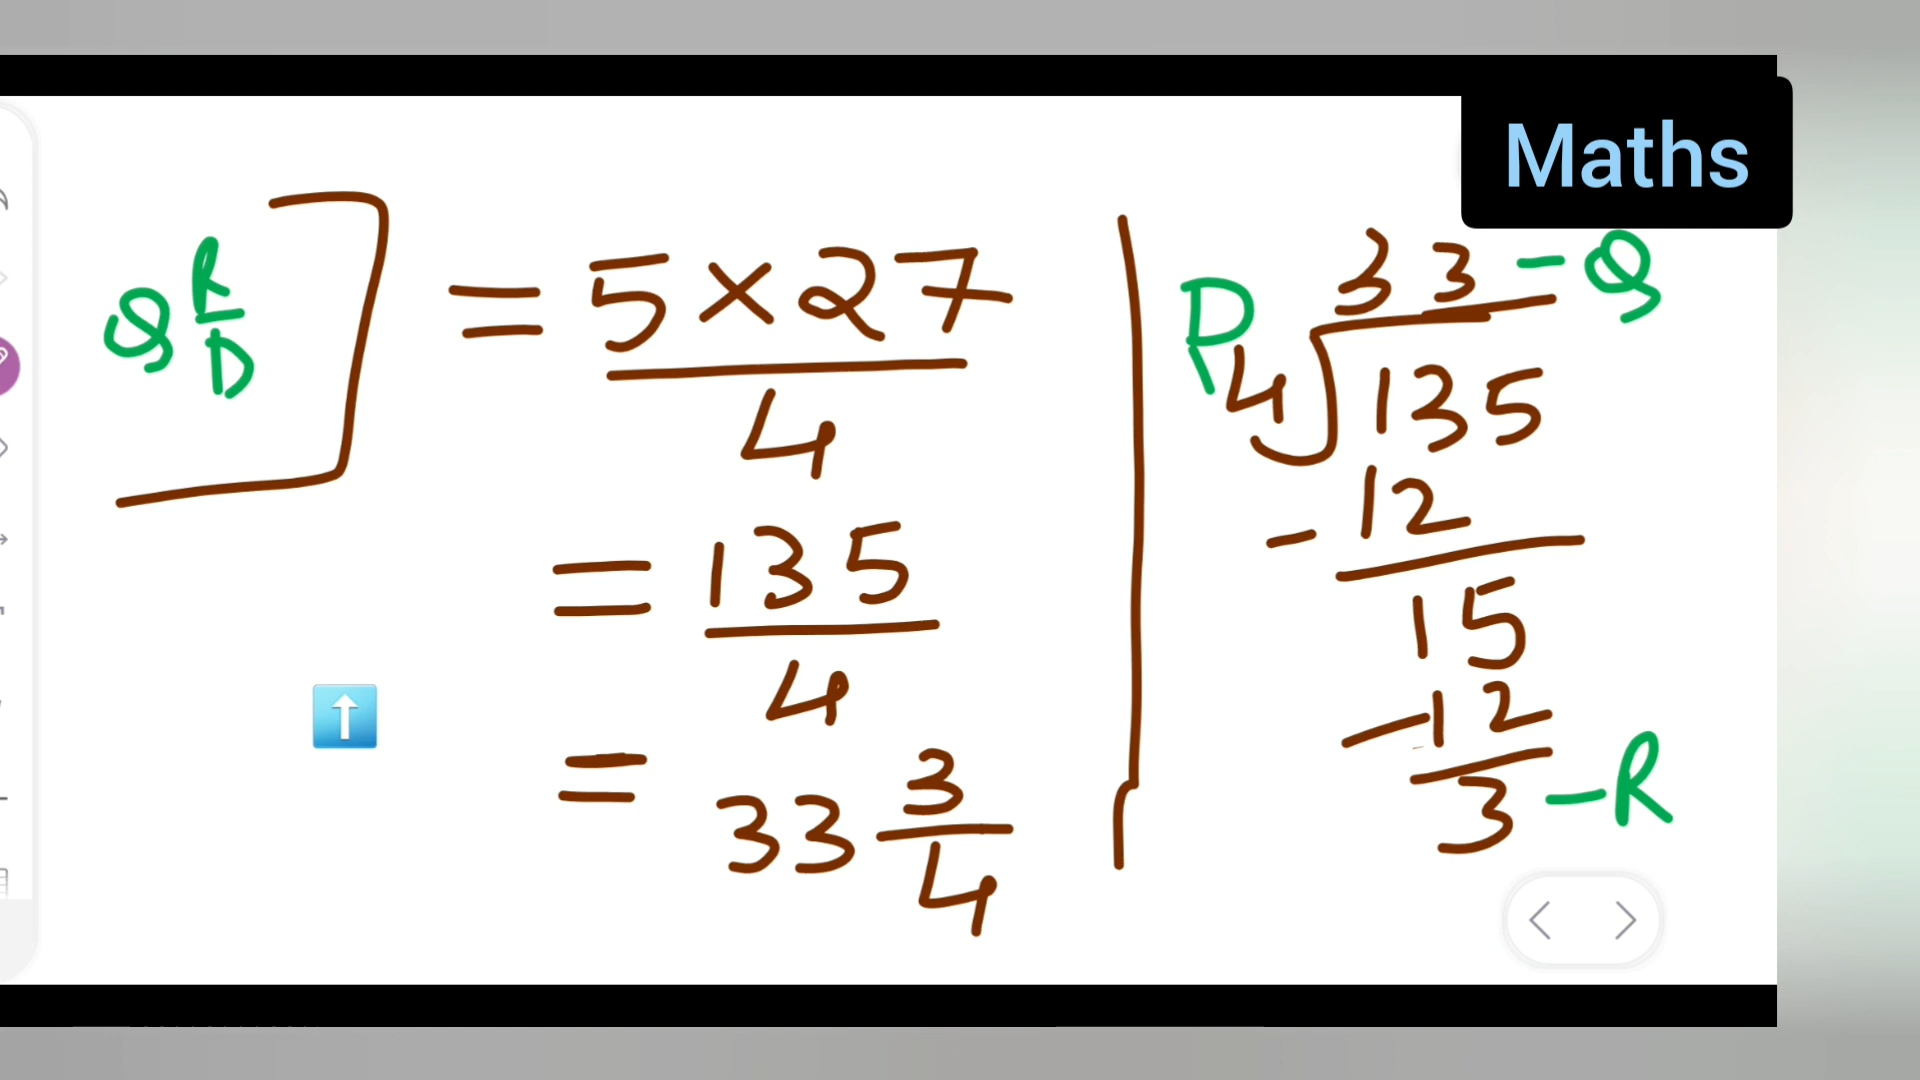 Maths
Q R/D
= 5×27
4
= 135
4
= 33 3/4
33 - Q
D
4 135
- 12
15
- 12
3 - R